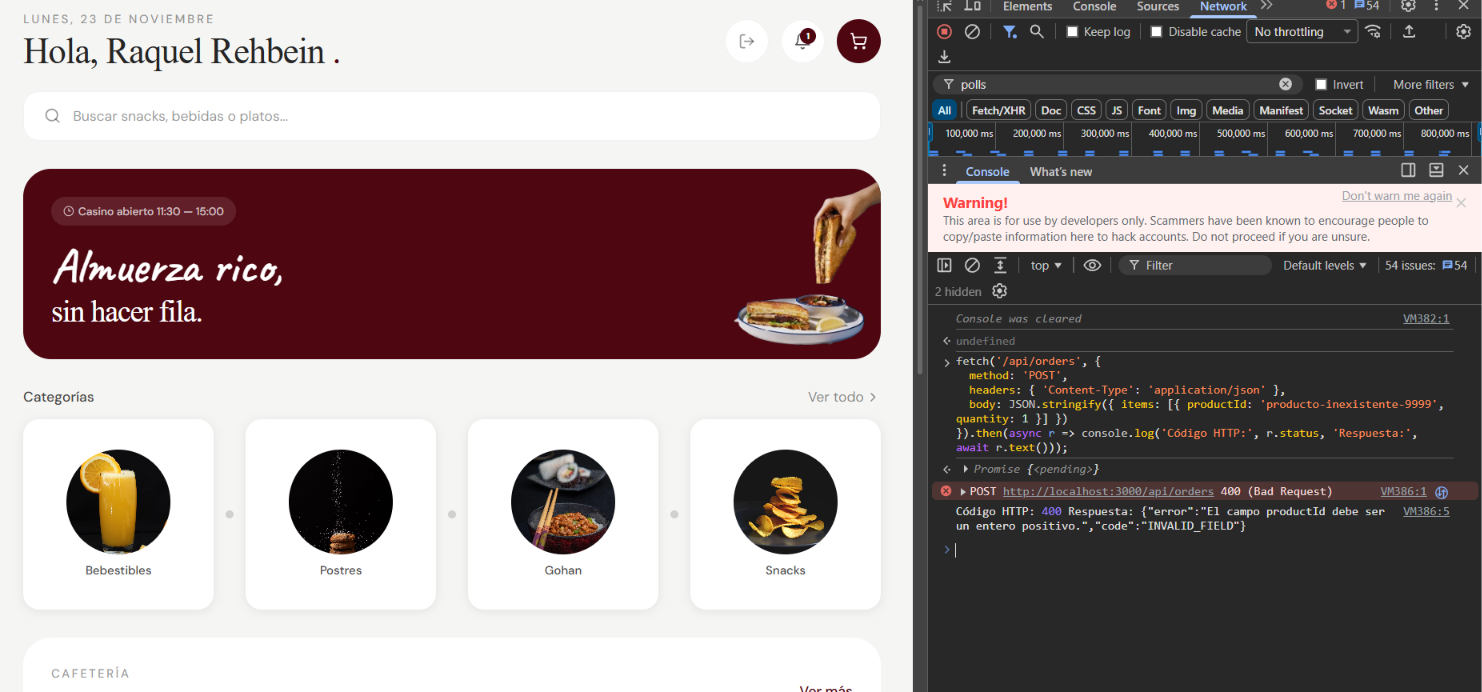 LUNES, 23 DE NOVIEMBRE
Hola, Raquel Rehbein .
1
Buscar snacks, bebidas o platos...
Casino abierto 11:30 — 15:00
Almuerza rico,
sin hacer fila.
Categorías
Ver todo
Bebestibles
Postres
Gohan
Snacks
CAFETERÍA
Ver más
Elements Console Sources Network 1 54
Keep log Disable cache No throttling
polls Invert More filters
All Fetch/XHR Doc CSS JS Font Img Media Manifest Socket Wasm Other
100,000 ms 200,000 ms 300,000 ms 400,000 ms 500,000 ms 600,000 ms 700,000 ms 800,000 ms
Console What's new
Warning! Don't warn me again
This area is for use by developers only. Scammers have been known to encourage people to
copy/paste information here to hack accounts. Do not proceed if you are unsure.
top Filter Default levels 54 issues: 54
2 hidden
Console was cleared VM382:1
undefined
fetch('/api/orders', {
method: 'POST',
headers: { 'Content-Type': 'application/json' },
body: JSON.stringify({ items: [{ productId: 'producto-inexistente-9999',
quantity: 1 }] })
}).then(async r => console.log('Código HTTP:', r.status, 'Respuesta:',
await r.text()));
Promise {<pending>}
POST http://localhost:3000/api/orders 400 (Bad Request) VM386:1
Código HTTP: 400 Respuesta: {"error":"El campo productId debe ser VM386:5
un entero positivo.","code":"INVALID_FIELD"}